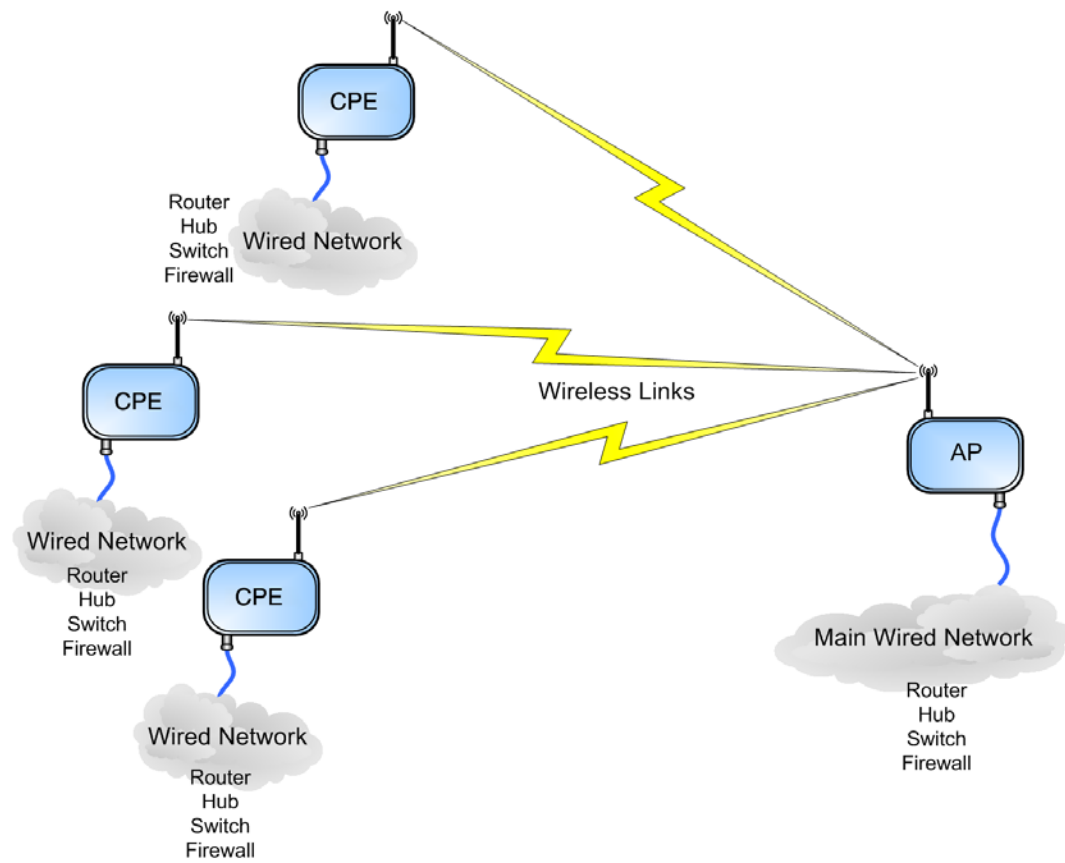 CPE
Router
Hub
Switch
Firewall
Wired Network
CPE
Wireless Links
AP
Wired Network
Router
Hub
Switch
Firewall
CPE
Main Wired Network
Router
Hub
Switch
Firewall
Wired Network
Router
Hub
Switch
Firewall